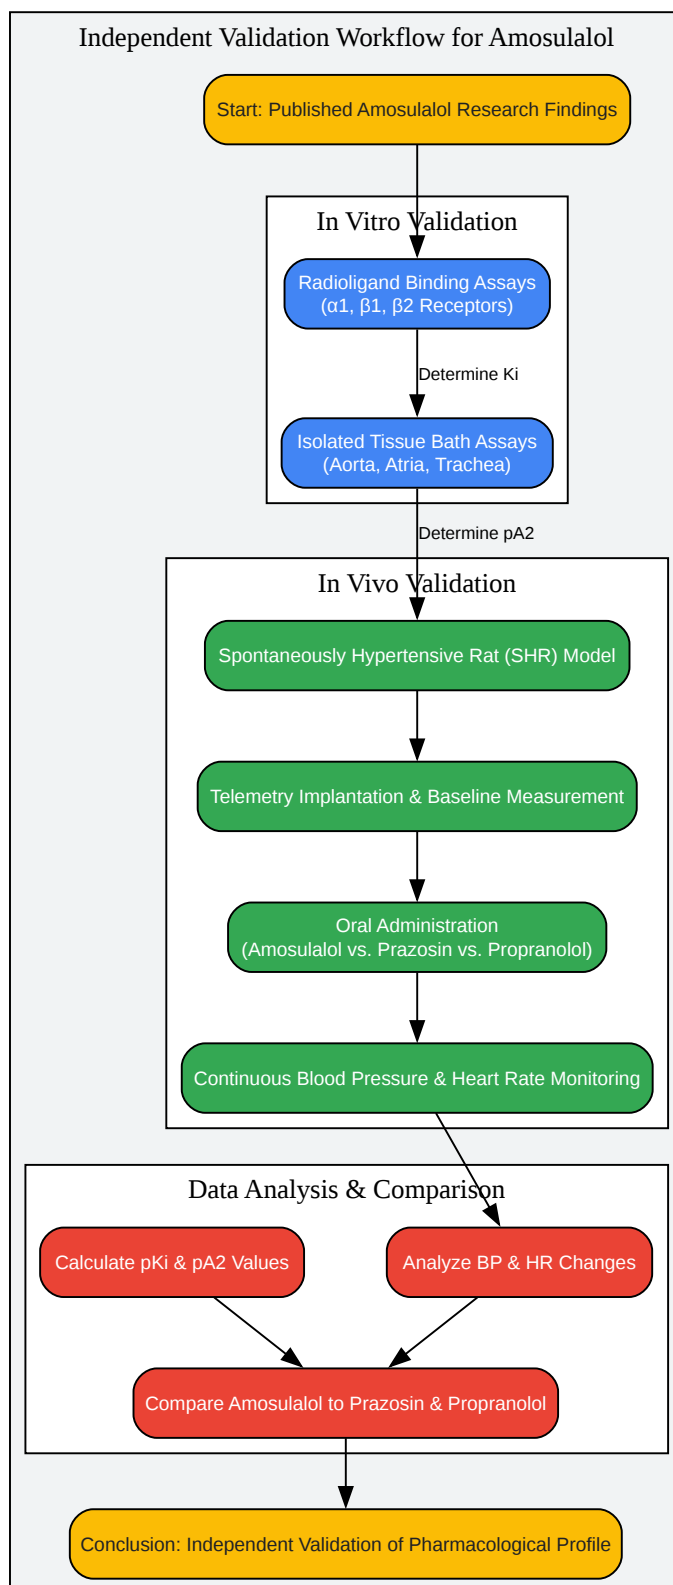 Independent Validation Workflow for Amosulalol
Start: Published Amosulalol Research Findings
In Vitro Validation
Radioligand Binding Assays
(α1, β1, β2 Receptors)
Determine Ki
Isolated Tissue Bath Assays
(Aorta, Atria, Trachea)
Determine pA2
In Vivo Validation
Spontaneously Hypertensive Rat (SHR) Model
Telemetry Implantation & Baseline Measurement
Oral Administration
(Amosulalol vs. Prazosin vs. Propranolol)
Continuous Blood Pressure & Heart Rate Monitoring
Data Analysis & Comparison
Calculate pKi & pA2 Values
Analyze BP & HR Changes
Compare Amosulalol to Prazosin & Propranolol
Conclusion: Independent Validation of Pharmacological Profile